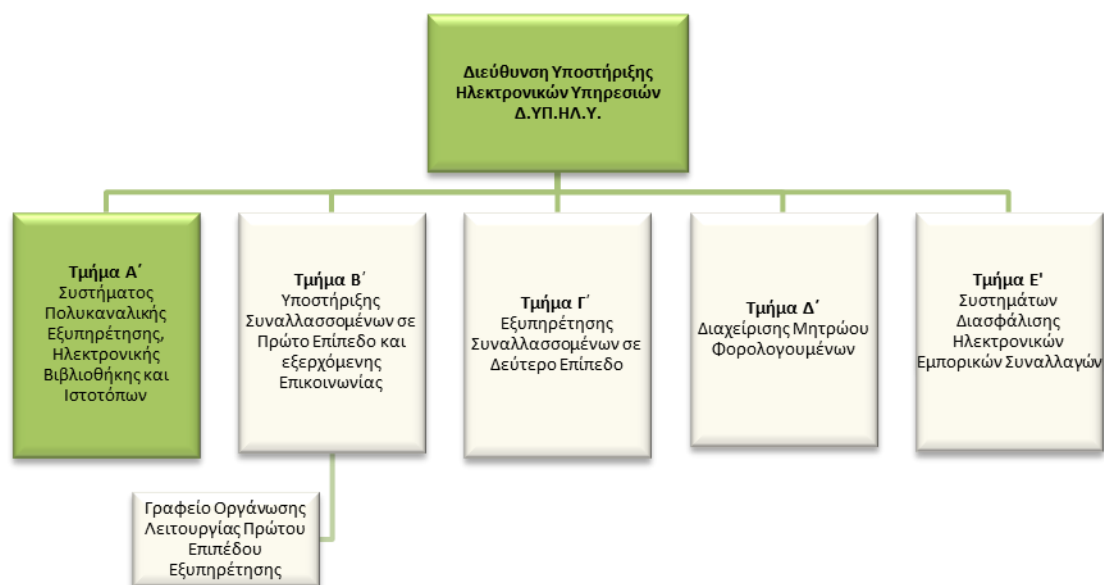 Διεύθυνση Υποστήριξης
Ηλεκτρονικών Υπηρεσιών
Δ.ΥΠ.ΗΛ.Υ.
Τμήμα Α΄
Συστήματος
Πολυκαναλικής
Εξυπηρέτησης,
Ηλεκτρονικής
Βιβλιοθήκης και
Ιστοτόπων
Τμήμα Β΄
Υποστήριξης
Συναλλασσομένων σε
Πρώτο Επίπεδο και
εξερχόμενης
Επικοινωνίας
Τμήμα Γ΄
Εξυπηρέτησης
Συναλλασσομένων σε
Δεύτερο Επίπεδο
Τμήμα Δ΄
Διαχείρισης Μητρώου
Φορολογουμένων
Τμήμα Ε'
Συστημάτων
Διασφάλισης
Ηλεκτρονικών
Εμπορικών Συναλλαγών
Γραφείο Οργάνωσης
Λειτουργίας Πρώτου
Επιπέδου
Εξυπηρέτησης